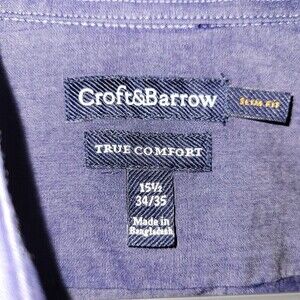 Croft&Barrow
SLIM FIT
TRUE COMFORT
15½
34/35
Made in
Bangladesh